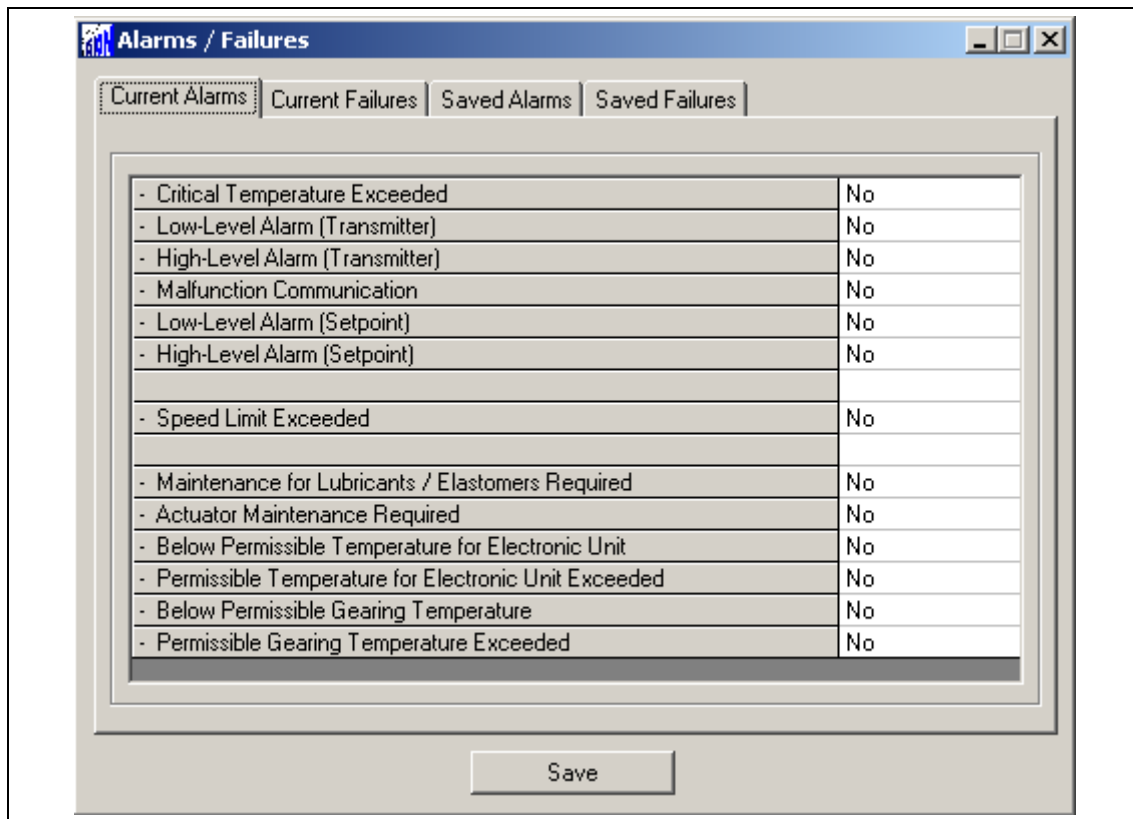 Alarms / Failures
Current Alarms Current Failures Saved Alarms Saved Failures
- Critical Temperature Exceeded No
- Low-Level Alarm (Transmitter) No
- High-Level Alarm (Transmitter) No
- Malfunction Communication No
- Low-Level Alarm (Setpoint) No
- High-Level Alarm (Setpoint) No
- Speed Limit Exceeded No
- Maintenance for Lubricants / Elastomers Required No
- Actuator Maintenance Required No
- Below Permissible Temperature for Electronic Unit No
- Permissible Temperature for Electronic Unit Exceeded No
- Below Permissible Gearing Temperature No
- Permissible Gearing Temperature Exceeded No
Save